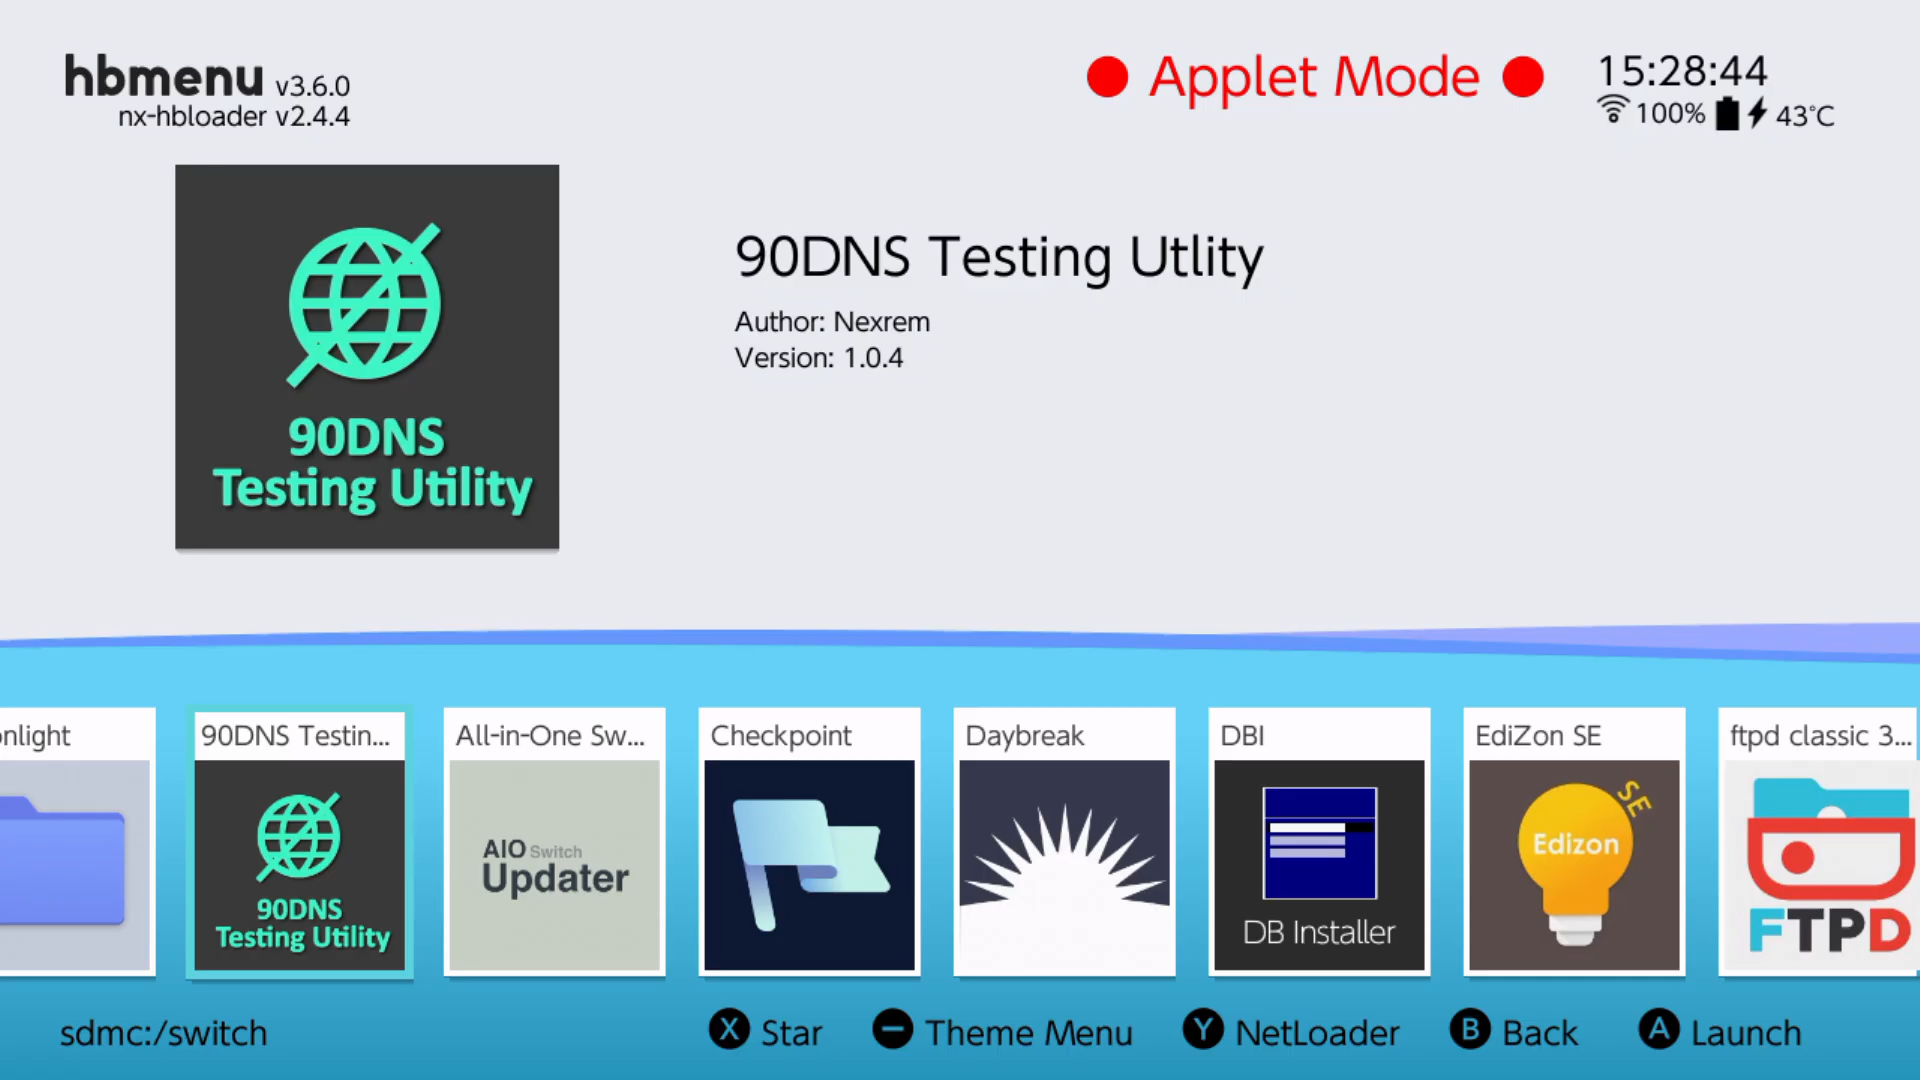 hbmenu v3.6.0
nx-hbloader v2.4.4
Applet Mode
15:28:44
100% 43°C
90DNS
Testing Utility
90DNS Testing Utlity
Author: Nexrem
Version: 1.0.4
nlight
90DNS Testin...
All-in-One Sw...
Checkpoint
Daybreak
DBI
EdiZon SE
ftpd classic 3...
90DNS
Testing Utility
AIO Switch
Updater
DB Installer
Edizon
SE
FTPD
sdmc:/switch
X Star
Theme Menu
Y NetLoader
B Back
A Launch